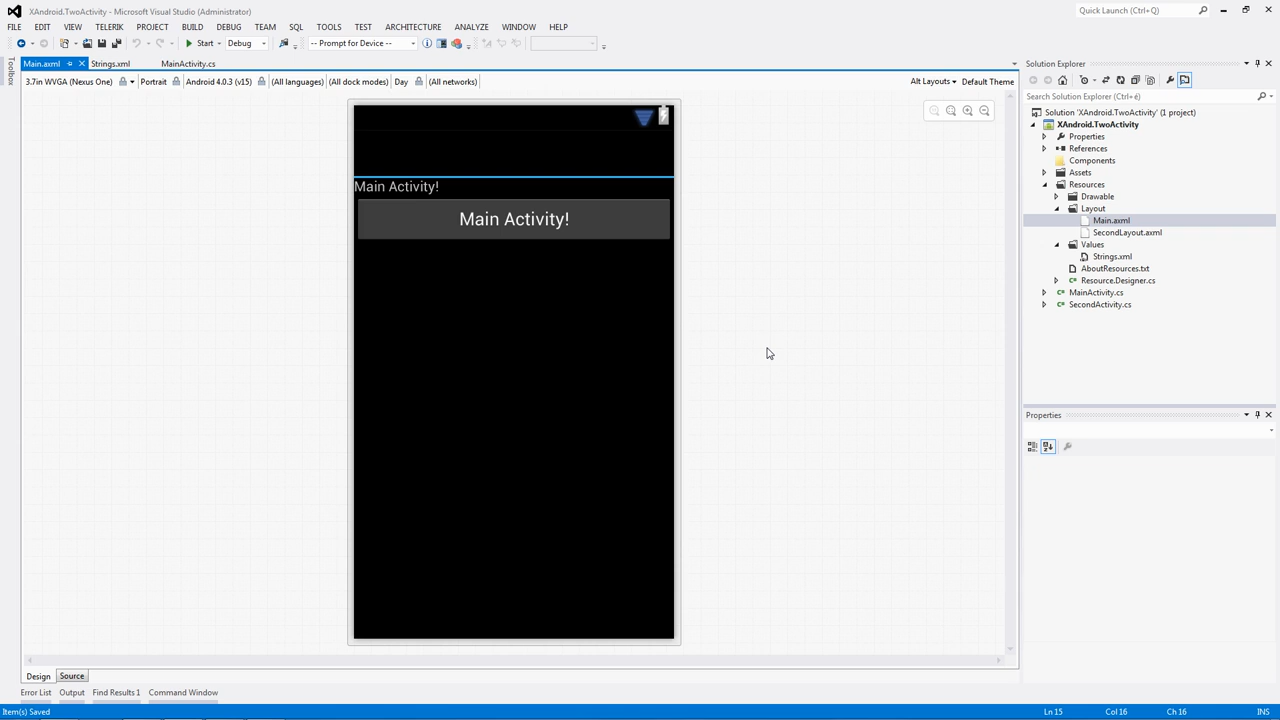 XAndroid.TwoActivity - Microsoft Visual Studio (Administrator)
Quick Launch (Ctrl+Q)
FILE EDIT VIEW TELERIK PROJECT BUILD DEBUG TEAM SQL TOOLS TEST ARCHITECTURE ANALYZE WINDOW HELP
Start Debug -- Prompt for Device --
Toolbox
Main.axml Strings.xml MainActivity.cs
3.7in WVGA (Nexus One) Portrait Android 4.0.3 (v15) (All languages) (All dock modes) Day (All networks) Alt Layouts Default Theme
Main Activity!
Main Activity!
Design Source
Error List Output Find Results 1 Command Window
Solution Explorer
Search Solution Explorer (Ctrl+é)
Solution 'XAndroid.TwoActivity' (1 project)
XAndroid.TwoActivity
Properties
References
Components
Assets
Resources
Drawable
Layout
Main.axml
SecondLayout.axml
Values
Strings.xml
AboutResources.txt
Resource.Designer.cs
MainActivity.cs
SecondActivity.cs
Properties
Item(s) Saved Ln 15 Col 16 Ch 16 INS